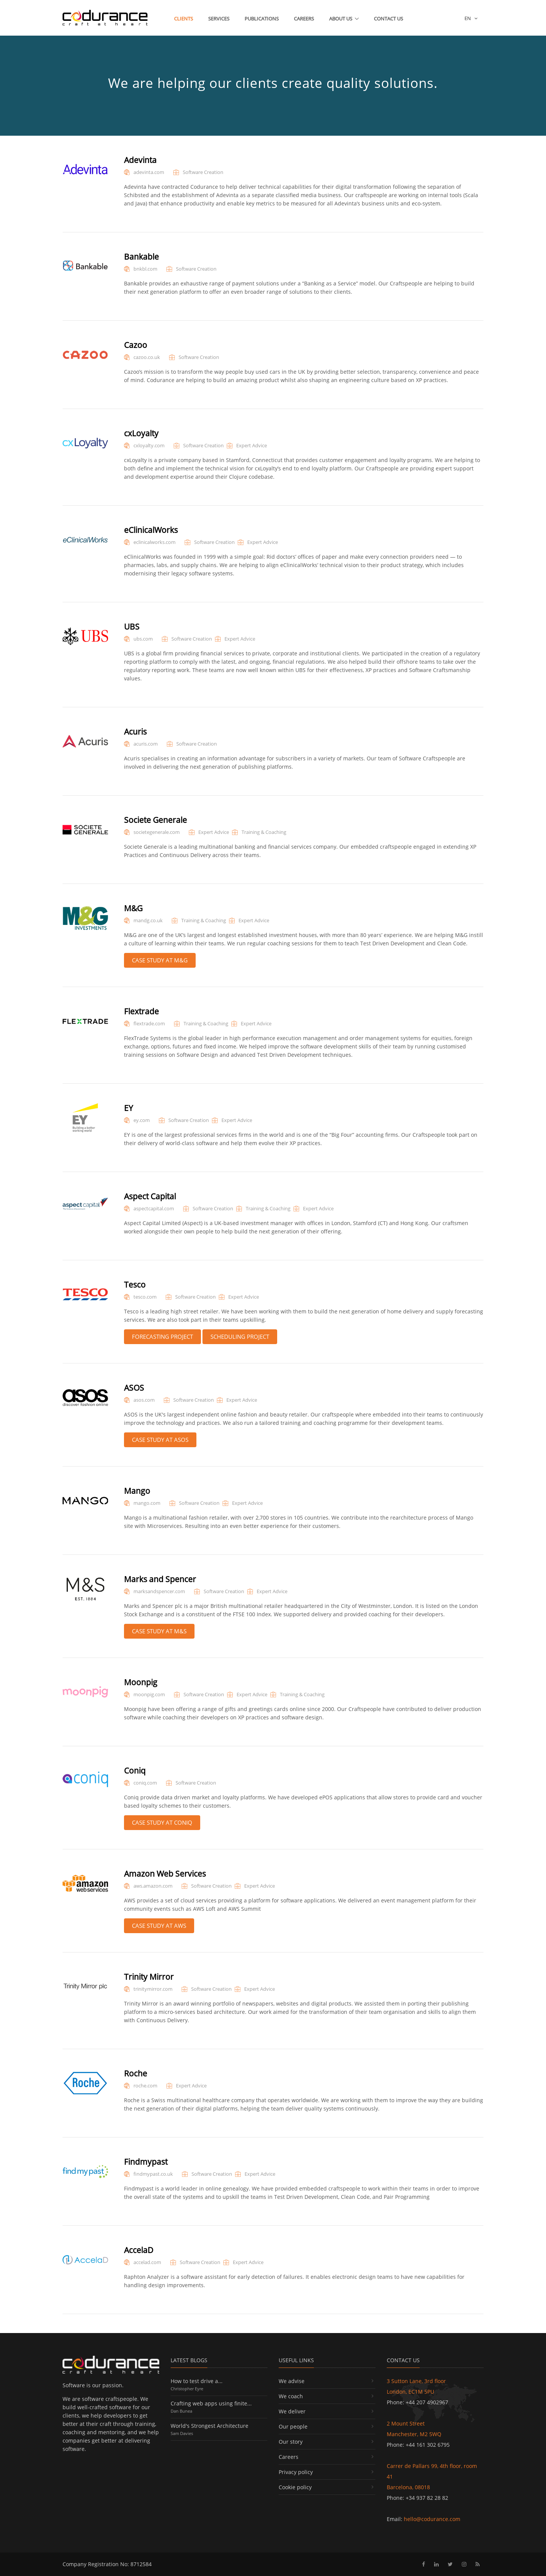 codurance
craft at heart
CLIENTS SERVICES PUBLICATIONS CAREERS ABOUT US CONTACT US EN
We are helping our clients create quality solutions.
Adevinta
Adevinta
adevinta.com Software Creation
Adevinta have contracted Codurance to help deliver technical capabilities for their digital transformation following the separation of
Schibsted and the establishment of Adevinta as a separate classified media business. Our craftspeople are working on internal tools (Scala
and Java) that enhance productivity and enable key metrics to be measured for all Adevinta's business units and eco-system.
Bankable
Bankable
bnkbl.com Software Creation
Bankable provides an exhaustive range of payment solutions under a "Banking as a Service" model. Our Craftspeople are helping to build
their next generation platform to offer an even broader range of solutions to their clients.
CAZOO
Cazoo
cazoo.co.uk Software Creation
Cazoo's mission is to transform the way people buy used cars in the UK by providing better selection, transparency, convenience and peace
of mind. Codurance are helping to build an amazing product whilst also shaping an engineering culture based on XP practices.
cxLoyalty
cxLoyalty
cxloyalty.com Software Creation Expert Advice
cxLoyalty is a private company based in Stamford, Connecticut that provides customer engagement and loyalty programs. We are helping to
both define and implement the technical vision for cxLoyalty's end to end loyalty platform. Our Craftspeople are providing expert support
and development expertise around their Clojure codebase.
eClinicalWorks
eClinicalWorks
eclinicalworks.com Software Creation Expert Advice
eClinicalWorks was founded in 1999 with a simple goal: Rid doctors' offices of paper and make every connection providers need — to
pharmacies, labs, and supply chains. We are helping to align eClinicalWorks' technical vision to their product strategy, which includes
modernising their legacy software systems.
UBS
UBS
ubs.com Software Creation Expert Advice
UBS is a global firm providing financial services to private, corporate and institutional clients. We participated in the creation of a regulatory
reporting platform to comply with the latest, and ongoing, financial regulations. We also helped build their offshore teams to take over the
regulatory reporting work. These teams are now well known within UBS for their effectiveness, XP practices and Software Craftsmanship
values.
Acuris
Acuris
acuris.com Software Creation
Acuris specialises in creating an information advantage for subscribers in a variety of markets. Our team of Software Craftspeople are
involved in delivering the next generation of publishing platforms.
SOCIETE
GENERALE
Societe Generale
societegenerale.com Expert Advice Training & Coaching
Societe Generale is a leading multinational banking and financial services company. Our embedded craftspeople engaged in extending XP
Practices and Continuous Delivery across their teams.
M&G
INVESTMENTS
M&G
mandg.co.uk Training & Coaching Expert Advice
M&G are one of the UK's largest and longest established investment houses, with more than 80 years' experience. We are helping M&G instill
a culture of learning within their teams. We run regular coaching sessions for them to teach Test Driven Development and Clean Code.
CASE STUDY AT M&G
FLEXTRADE
Flextrade
flextrade.com Training & Coaching Expert Advice
FlexTrade Systems is the global leader in high performance execution management and order management systems for equities, foreign
exchange, options, futures and fixed income. We helped improve the software development skills of their team by running customised
training sessions on Software Design and advanced Test Driven Development techniques.
EY
Building a better
working world
EY
ey.com Software Creation Expert Advice
EY is one of the largest professional services firms in the world and is one of the "Big Four" accounting firms. Our Craftspeople took part on
their delivery of world-class software and help them evolve their XP practices.
aspect capital
Aspect Capital
aspectcapital.com Software Creation Training & Coaching Expert Advice
Aspect Capital Limited (Aspect) is a UK-based investment manager with offices in London, Stamford (CT) and Hong Kong. Our craftsmen
worked alongside their own people to help build the next generation of their offering.
TESCO
Tesco
tesco.com Software Creation Expert Advice
Tesco is a leading high street retailer. We have been working with them to build the next generation of home delivery and supply forecasting
services. We are also took part in their teams upskilling.
FORECASTING PROJECT SCHEDULING PROJECT
asos
discover fashion online
ASOS
asos.com Software Creation Expert Advice
ASOS is the UK's largest independent online fashion and beauty retailer. Our craftspeople where embedded into their teams to continuously
improve the technology and practices. We also run a tailored training and coaching programme for their development teams.
CASE STUDY AT ASOS
MANGO
Mango
mango.com Software Creation Expert Advice
Mango is a multinational fashion retailer, with over 2,700 stores in 105 countries. We contribute into the rearchitecture process of Mango
site with Microservices. Resulting into an even better experience for their customers.
M&S
EST. 1884
Marks and Spencer
marksandspencer.com Software Creation Expert Advice
Marks and Spencer plc is a major British multinational retailer headquartered in the City of Westminster, London. It is listed on the London
Stock Exchange and is a constituent of the FTSE 100 Index. We supported delivery and provided coaching for their developers.
CASE STUDY AT M&S
moonpig
Moonpig
moonpig.com Software Creation Expert Advice Training & Coaching
Moonpig have been offering a range of gifts and greetings cards online since 2000. Our Craftspeople have contributed to deliver production
software while coaching their developers on XP practices and software design.
coniq
Coniq
coniq.com Software Creation
Coniq provide data driven market and loyalty platforms. We have developed ePOS applications that allow stores to provide card and voucher
based loyalty schemes to their customers.
CASE STUDY AT CONIQ
amazon
webservices
Amazon Web Services
aws.amazon.com Software Creation Expert Advice
AWS provides a set of cloud services providing a platform for software applications. We delivered an event management platform for their
community events such as AWS Loft and AWS Summit
CASE STUDY AT AWS
Trinity Mirror plc
Trinity Mirror
trinitymirror.com Software Creation Expert Advice
Trinity Mirror is an award winning portfolio of newspapers, websites and digital products. We assisted them in porting their publishing
platform to a micro-services based architecture. Our work aimed for the transformation of their team organisation and skills to align them
with Continuous Delivery.
Roche
Roche
roche.com Expert Advice
Roche is a Swiss multinational healthcare company that operates worldwide. We are working with them to improve the way they are building
the next generation of their digital platforms, helping the team deliver quality systems continuously.
findmypast
Findmypast
findmypast.co.uk Software Creation Expert Advice
Findmypast is a world leader in online genealogy. We have provided embedded craftspeople to work within their teams in order to improve
the overall state of the systems and to upskill the teams in Test Driven Development, Clean Code, and Pair Programming
AccelaD
AccelaD
accelad.com Software Creation Expert Advice
Raphtön Analyzer is a software assistant for early detection of failures. It enables electronic design teams to have new capabilities for
handling design improvements.
codurance
craft at heart
Software is our passion.
We are software craftspeople. We
build well-crafted software for our
clients, we help developers to get
better at their craft through training,
coaching and mentoring, and we help
companies get better at delivering
software.
LATEST BLOGS
How to test drive a...
Christopher Eyre
Crafting web apps using finite...
Dan Bunea
World's Strongest Architecture
Sam Davies
USEFUL LINKS
We advise
We coach
We deliver
Our people
Our story
Careers
Privacy policy
Cookie policy
CONTACT US
3 Sutton Lane, 3rd floor
London, EC1M 5PU
Phone: +44 207 4902967
2 Mount Street
Manchester, M2 5WQ
Phone: +44 161 302 6795
Carrer de Pallars 99, 4th floor, room
41
Barcelona, 08018
Phone: +34 937 82 28 82
Email: hello@codurance.com
Company Registration No: 8712584